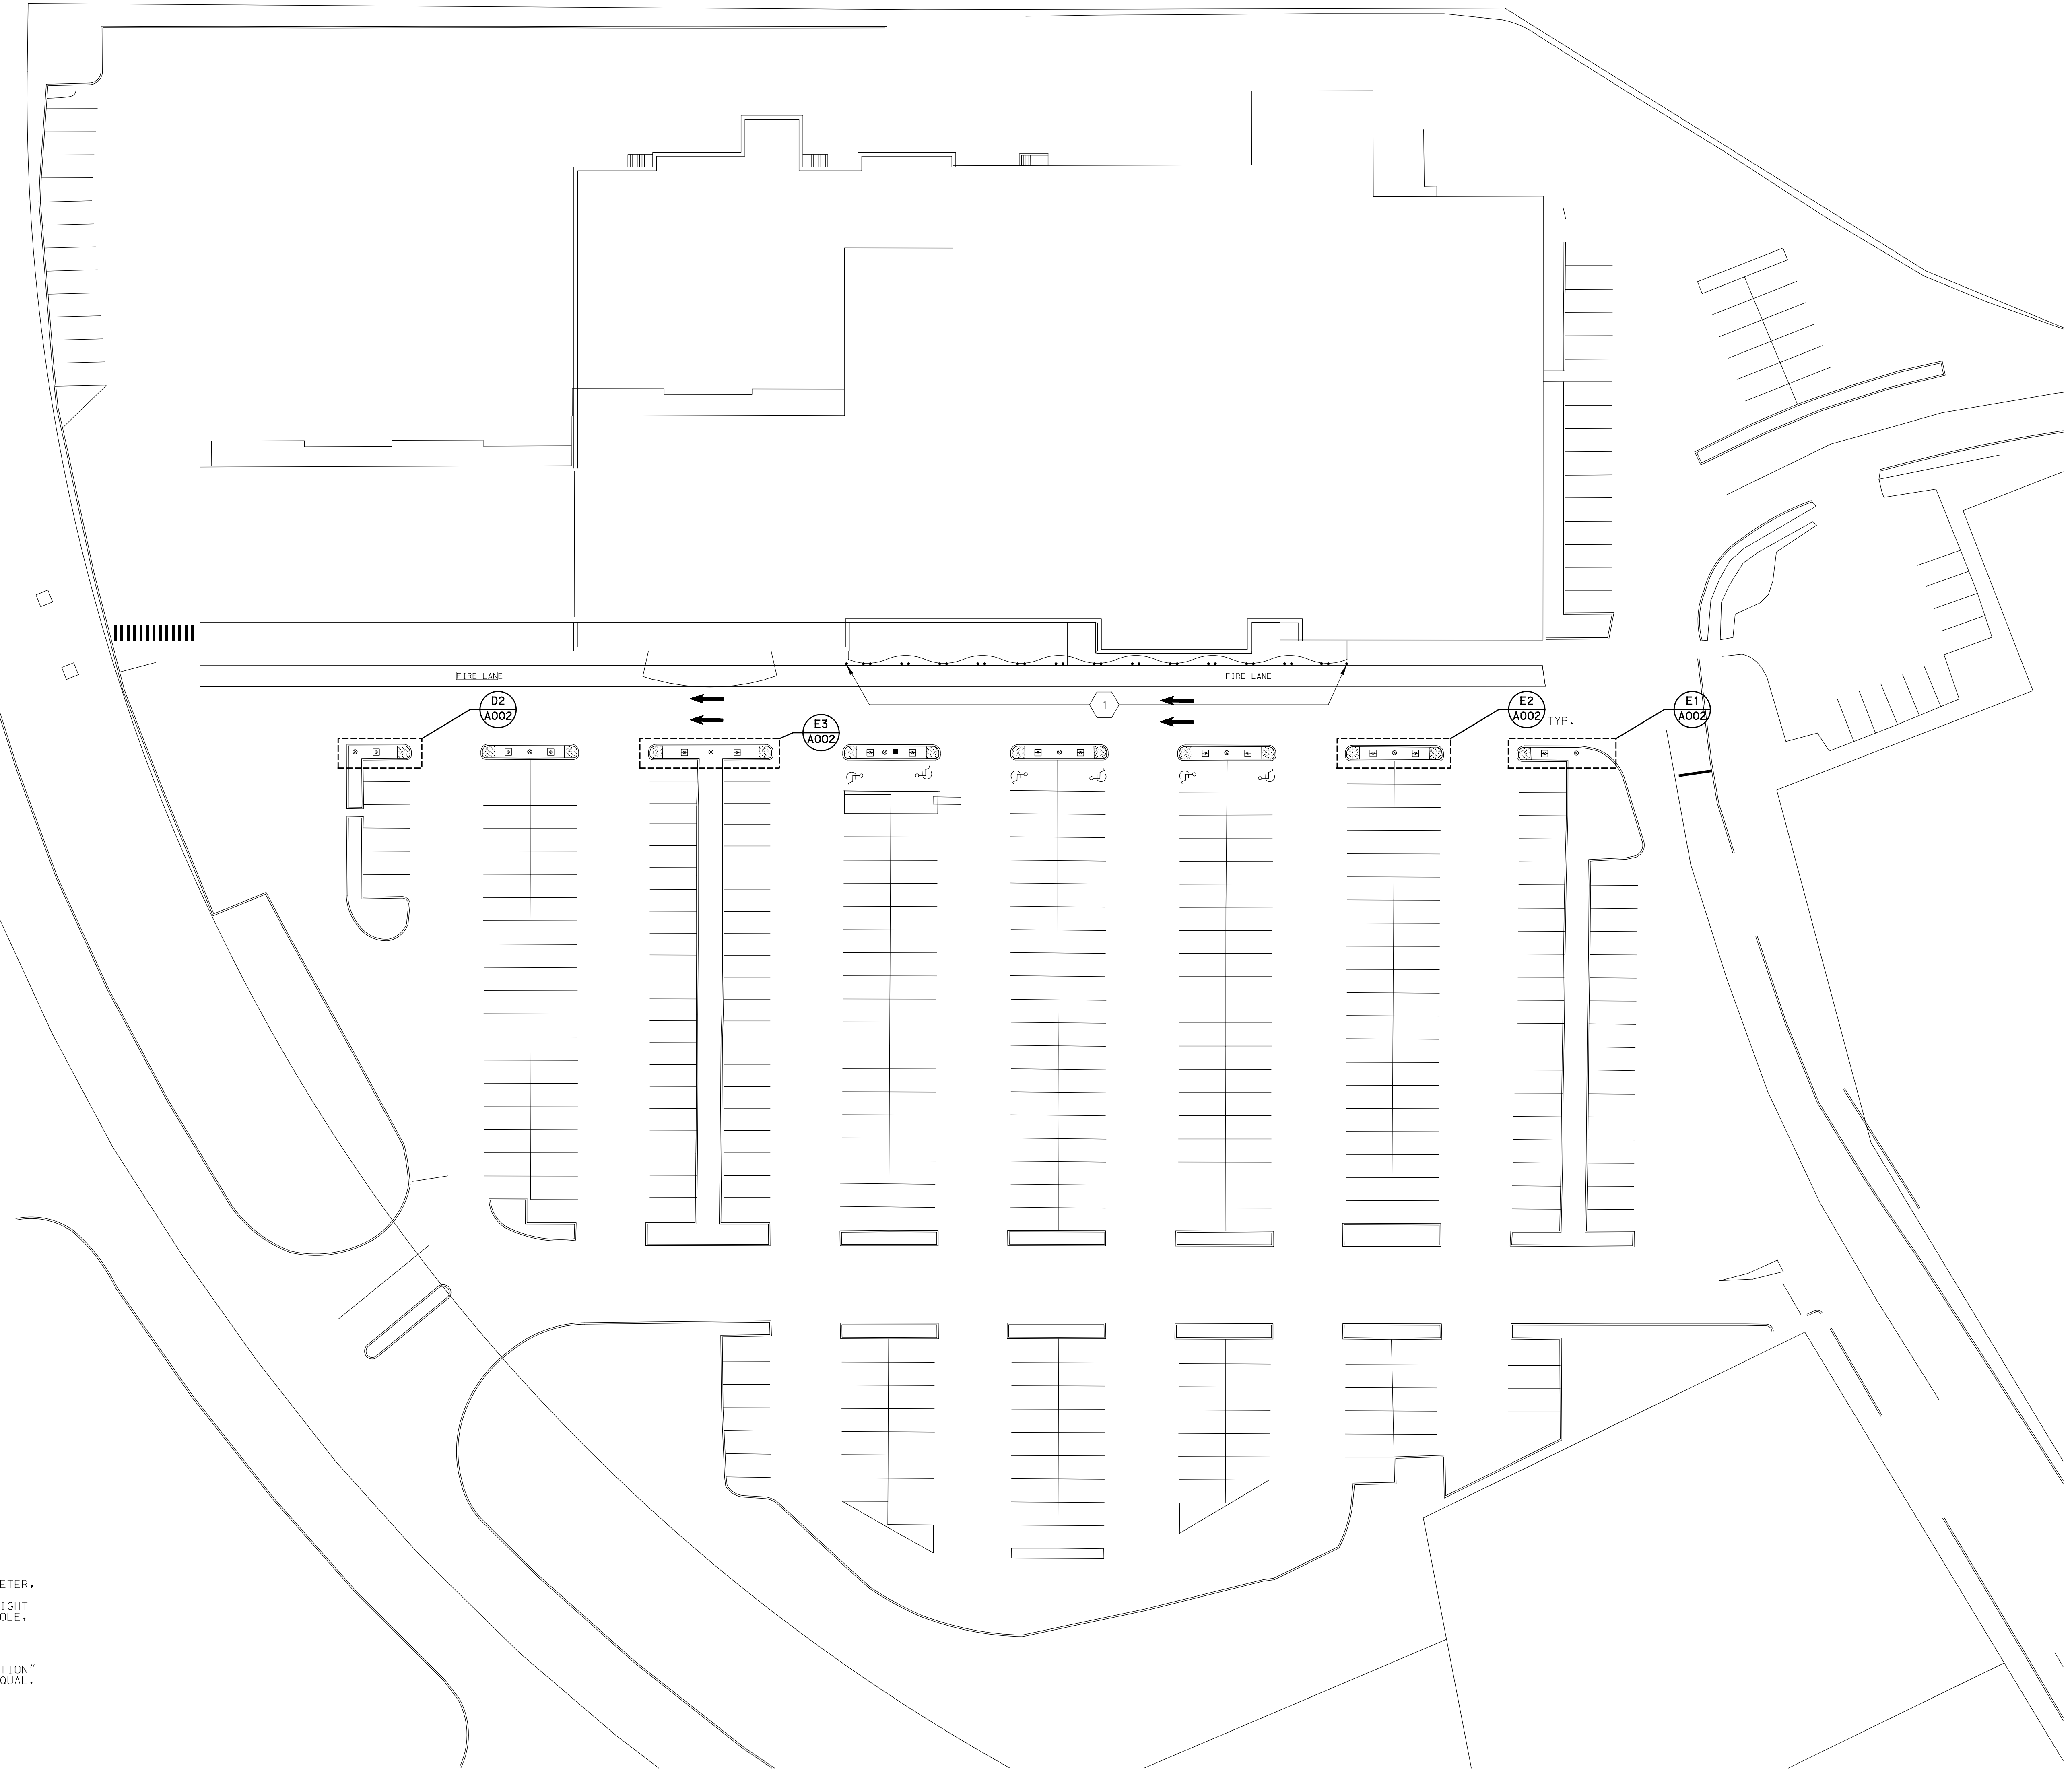 FIRE LANE
FIRE LANE
D2
A002
E3
A002
1
E2
A002
TYP.
E1
A002
ETER,
IGHT
OLE,
TION"
QUAL.